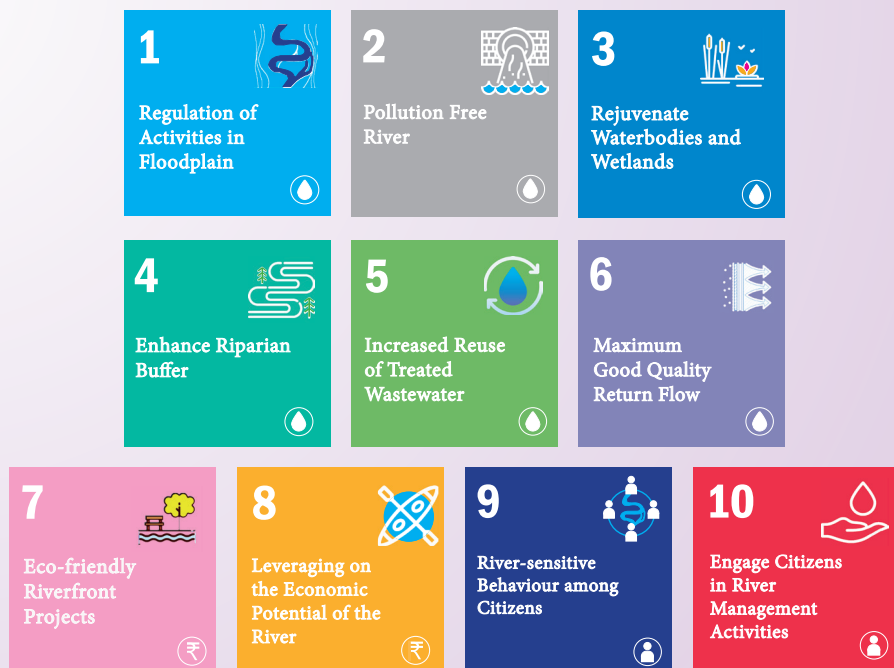 1
Regulation of
Activities in
Floodplain
2
Pollution Free
River
3
Rejuvenate
Waterbodies and
Wetlands
4
Enhance Riparian
Buffer
5
Increased Reuse
of Treated
Wastewater
6
Maximum
Good Quality
Return Flow
7
Eco-friendly
Riverfront
Projects
₹
8
Leveraging on
the Economic
Potential of the
River
₹
9
River-sensitive
Behaviour among
Citizens
10
Engage Citizens
in River
Management
Activities